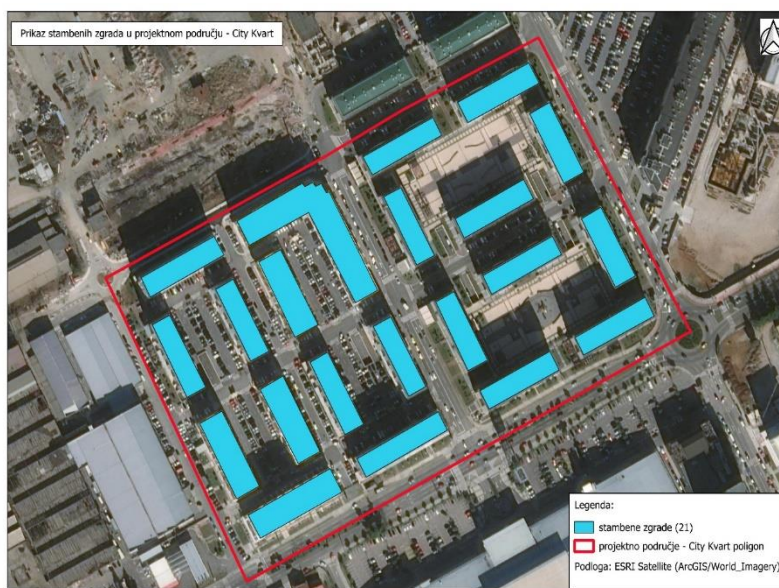 Prikaz stambenih zgrada u projektnom području - City Kvart
Legenda:
stambene zgrade (21)
projektno područje - City Kvart poligon
Podloga: ESRI Satellite (ArcGIS/World_Imagery)